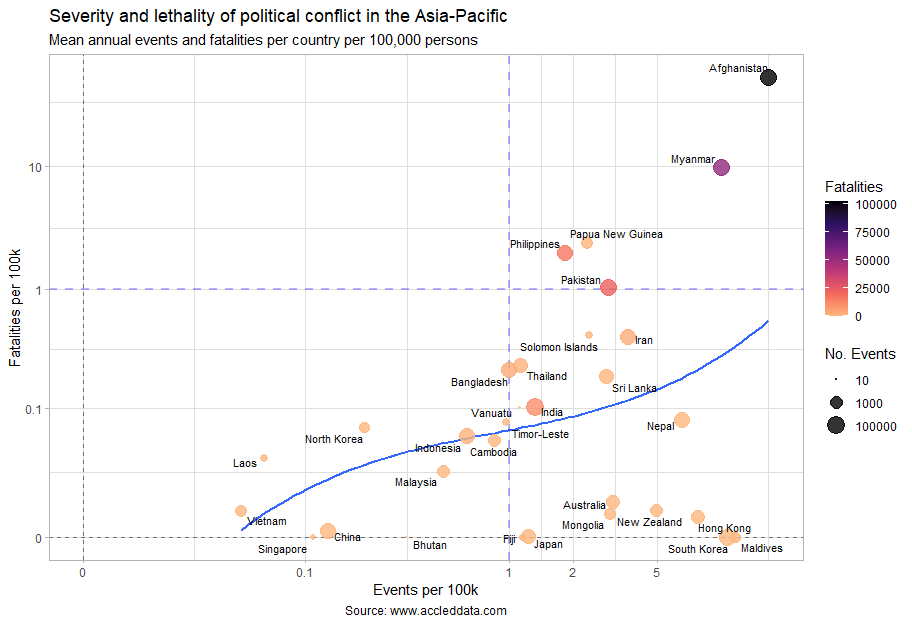 Severity and lethality of political conflict in the Asia-Pacific
Mean annual events and fatalities per country per 100,000 persons
Afghanistan
Myanmar
10
Papua New Guinea
Philippines
Pakistan
1
Solomon Islands
Iran
Bangladesh
Thailand
Sri Lanka
0.1
Vanuatu
India
Nepal
North Korea
Indonesia
Timor-Leste
Cambodia
Laos
Malaysia
Australia
Vietnam
Mongolia
New Zealand
Hong Kong
0
China
Singapore
Bhutan
Fiji
Japan
South Korea
Maldives
0
0.1
1
2
5
Fatalities per 100k
Events per 100k
Source: www.accleddata.com
Fatalities
100000
75000
50000
25000
0
No. Events
10
1000
100000